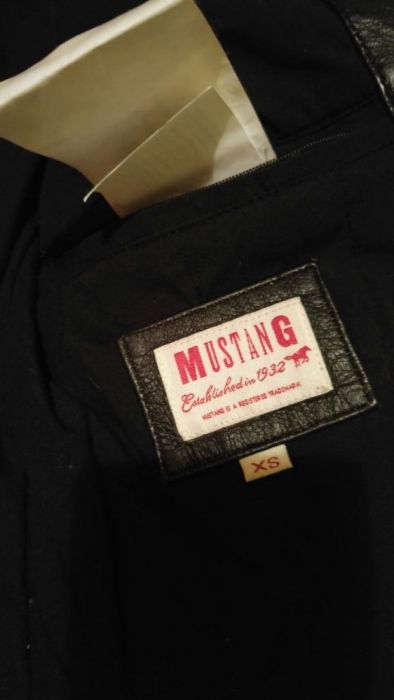 MUSTANG
Established in 1932
MUSTANG IS A REGISTERED TRADEMARK
XS